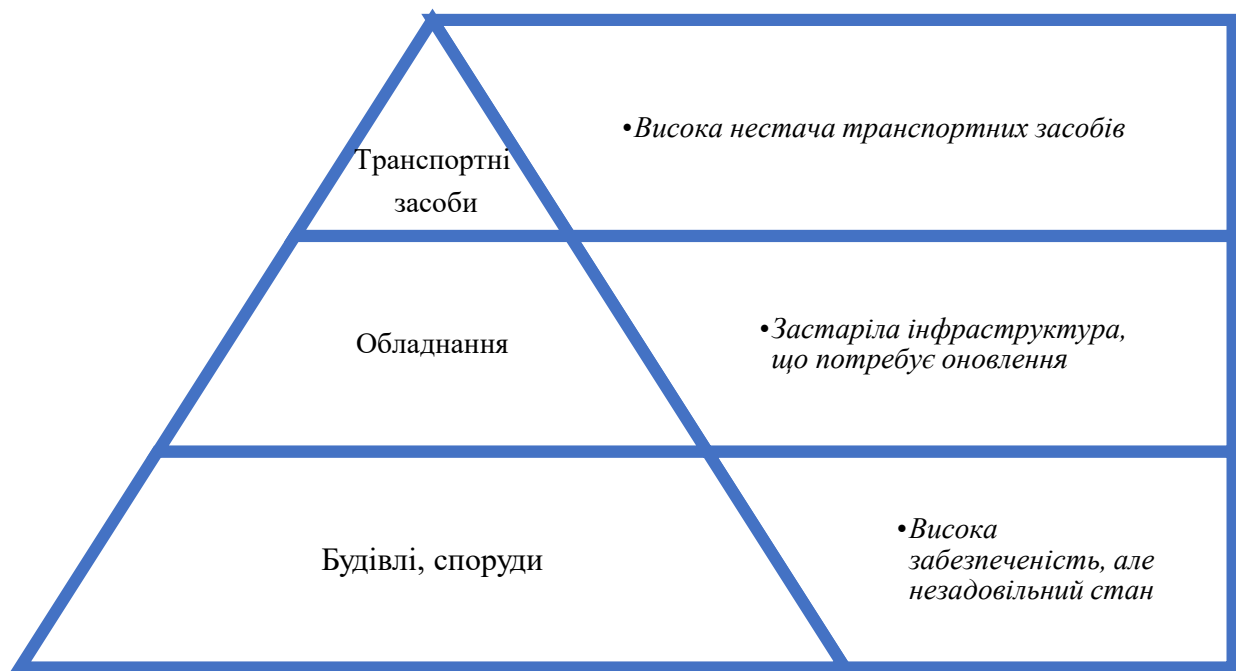 Транспортні
засоби
•Висока нестача транспортних засобів
Обладнання
•Застаріла інфраструктура,
що потребує оновлення
Будівлі, споруди
•Висока
забезпеченість, але
незадовільний стан